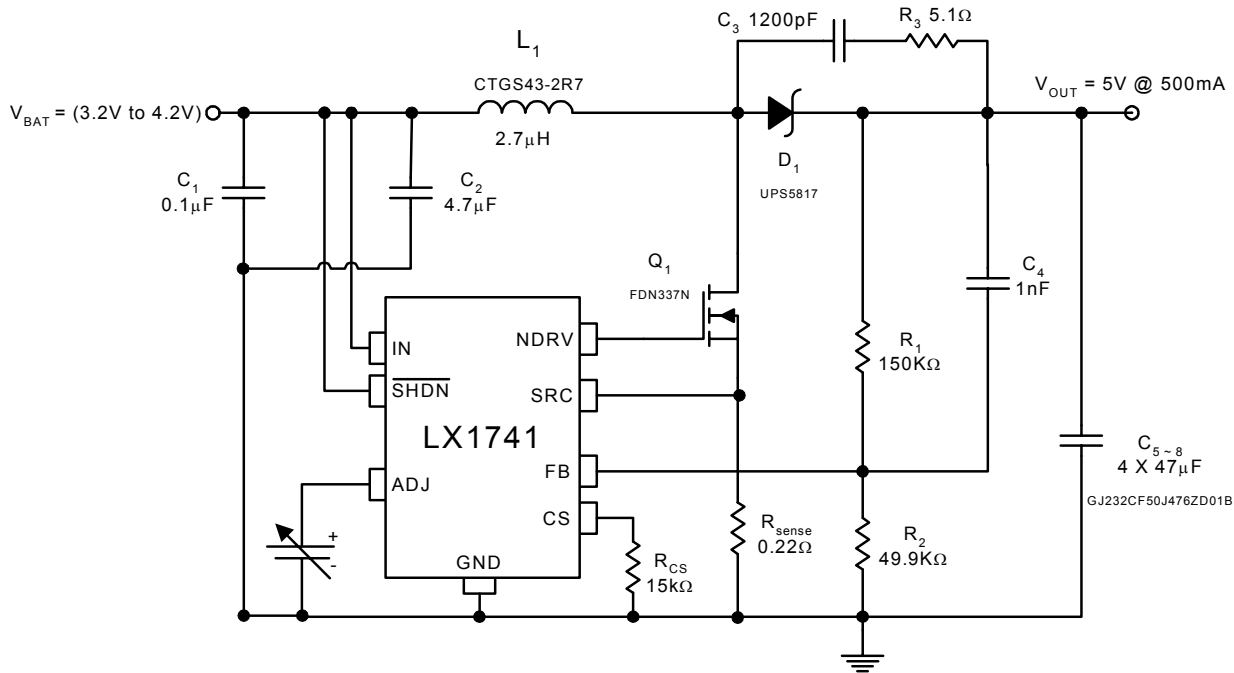 C3 1200pF
R3 5.1Ω
L1
CTGS43-2R7
2.7μH
VBAT = (3.2V to 4.2V)
VOUT = 5V @ 500mA
D1
UPS5817
C1
0.1μF
C2
4.7μF
Q1
FDN337N
C4
1nF
R1
150KΩ
IN
SHDN
ADJ
LX1741
NDRV
SRC
FB
CS
GND
+
-
RCS
15kΩ
Rsense
0.22Ω
R2
49.9KΩ
C5~8
4 X 47μF
GJ232CF50J476ZD01B